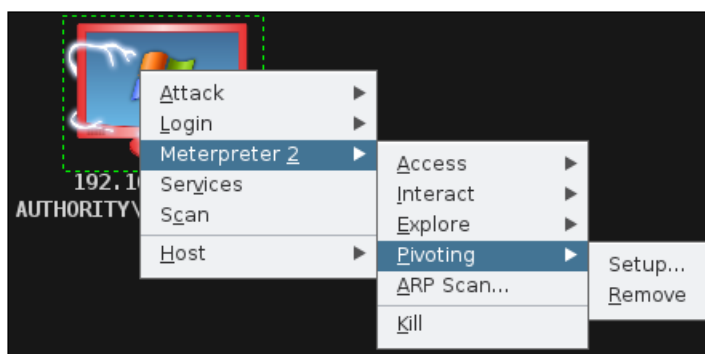 Attack
Login
Meterpreter 2
Services
Scan
Host
Access
Interact
Explore
Pivoting
ARP Scan...
Kill
Setup...
Remove
192.1
AUTHORITY\